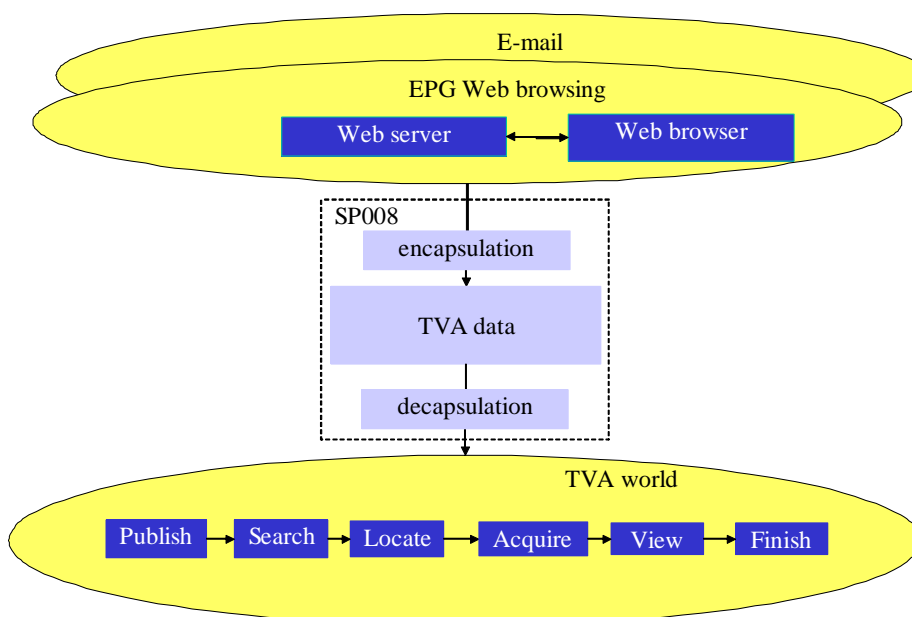 E-mail
EPG Web browsing
Web server
Web browser
SP008
encapsulation
TVA data
decapsulation
TVA world
Publish
Search
Locate
Acquire
View
Finish